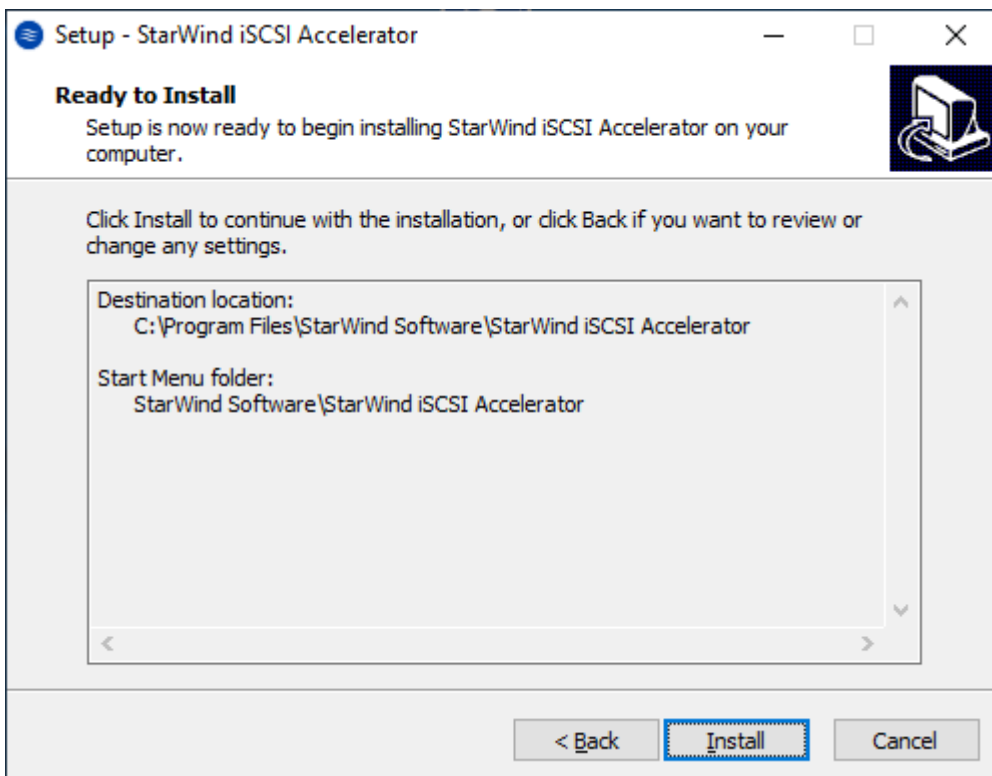 Setup - StarWind iSCSI Accelerator
Ready to Install
Setup is now ready to begin installing StarWind iSCSI Accelerator on your
computer.
Click Install to continue with the installation, or click Back if you want to review or
change any settings.
Destination location:
C:\Program Files\StarWind Software\StarWind iSCSI Accelerator
Start Menu folder:
StarWind Software\StarWind iSCSI Accelerator
< Back Install Cancel